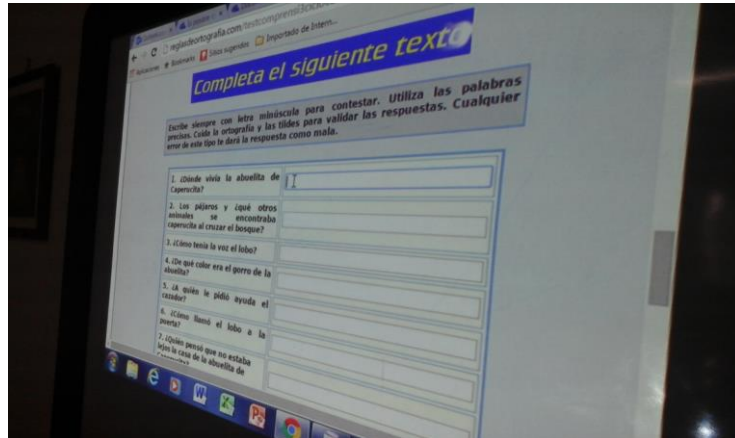 reglasdeortografia.com/testcomprensil3ciclo
Aplicaciones Bookmarks Sitios sugeridos Importado de Intern...
Completa el siguiente texto
Escribe siempre con letra minúscula para contestar. Utiliza las palabras
precisas. Cuida la ortografía y las tildes para validar las respuestas. Cualquier
error de este tipo te dará la respuesta como mala.
1. ¿Dónde vivía la abuelita de
Caperucita?
2. Los pájaros y ¿qué otros
animales se encontraba
caperucita al cruzar el bosque?
3. ¿Cómo tenía la voz el lobo?
4. ¿De qué color era el gorro de la
abuelita?
5. ¿A quién le pidió ayuda el
cazador?
6. ¿Cómo llamó el lobo a la
puerta?
7. ¿Quién pensó que no estaba
lejos la casa de la abuelita de